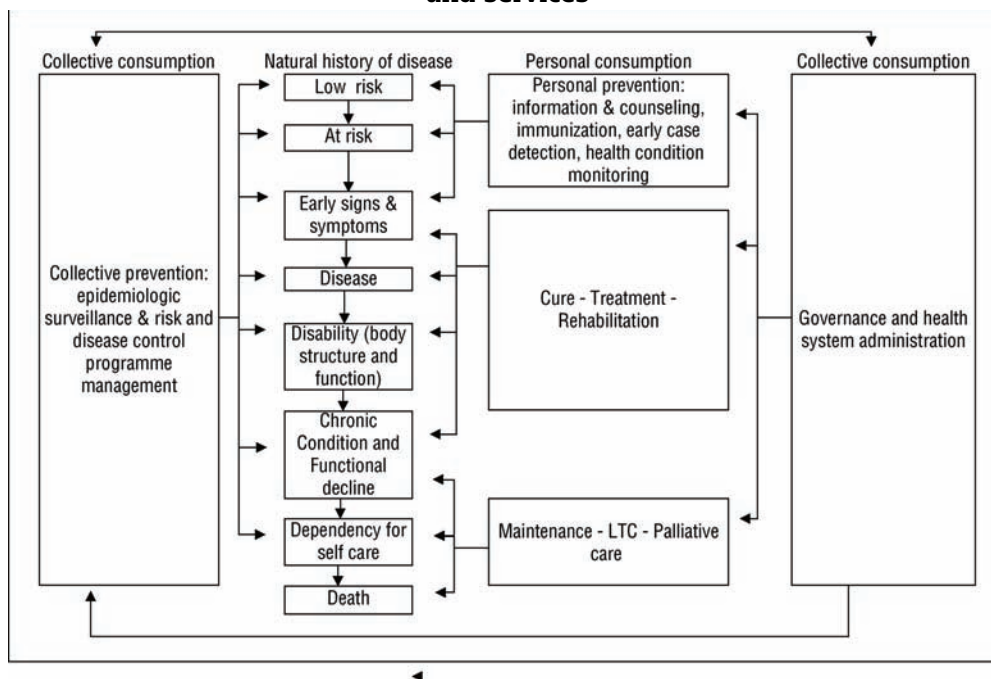 and services
Collective consumption
Natural history of disease
Personal consumption
Collective consumption
Collective prevention:
epidemiologic
surveillance & risk and
disease control
programme
management
Low risk
At risk
Early signs &
symptoms
Disease
Disability (body
structure and
function)
Chronic
Condition and
Functional
decline
Dependency for
self care
Death
Personal prevention:
information & counseling,
immunization, early case
detection, health condition
monitoring
Cure - Treatment -
Rehabilitation
Maintenance - LTC - Palliative
care
Governance and health
system administration